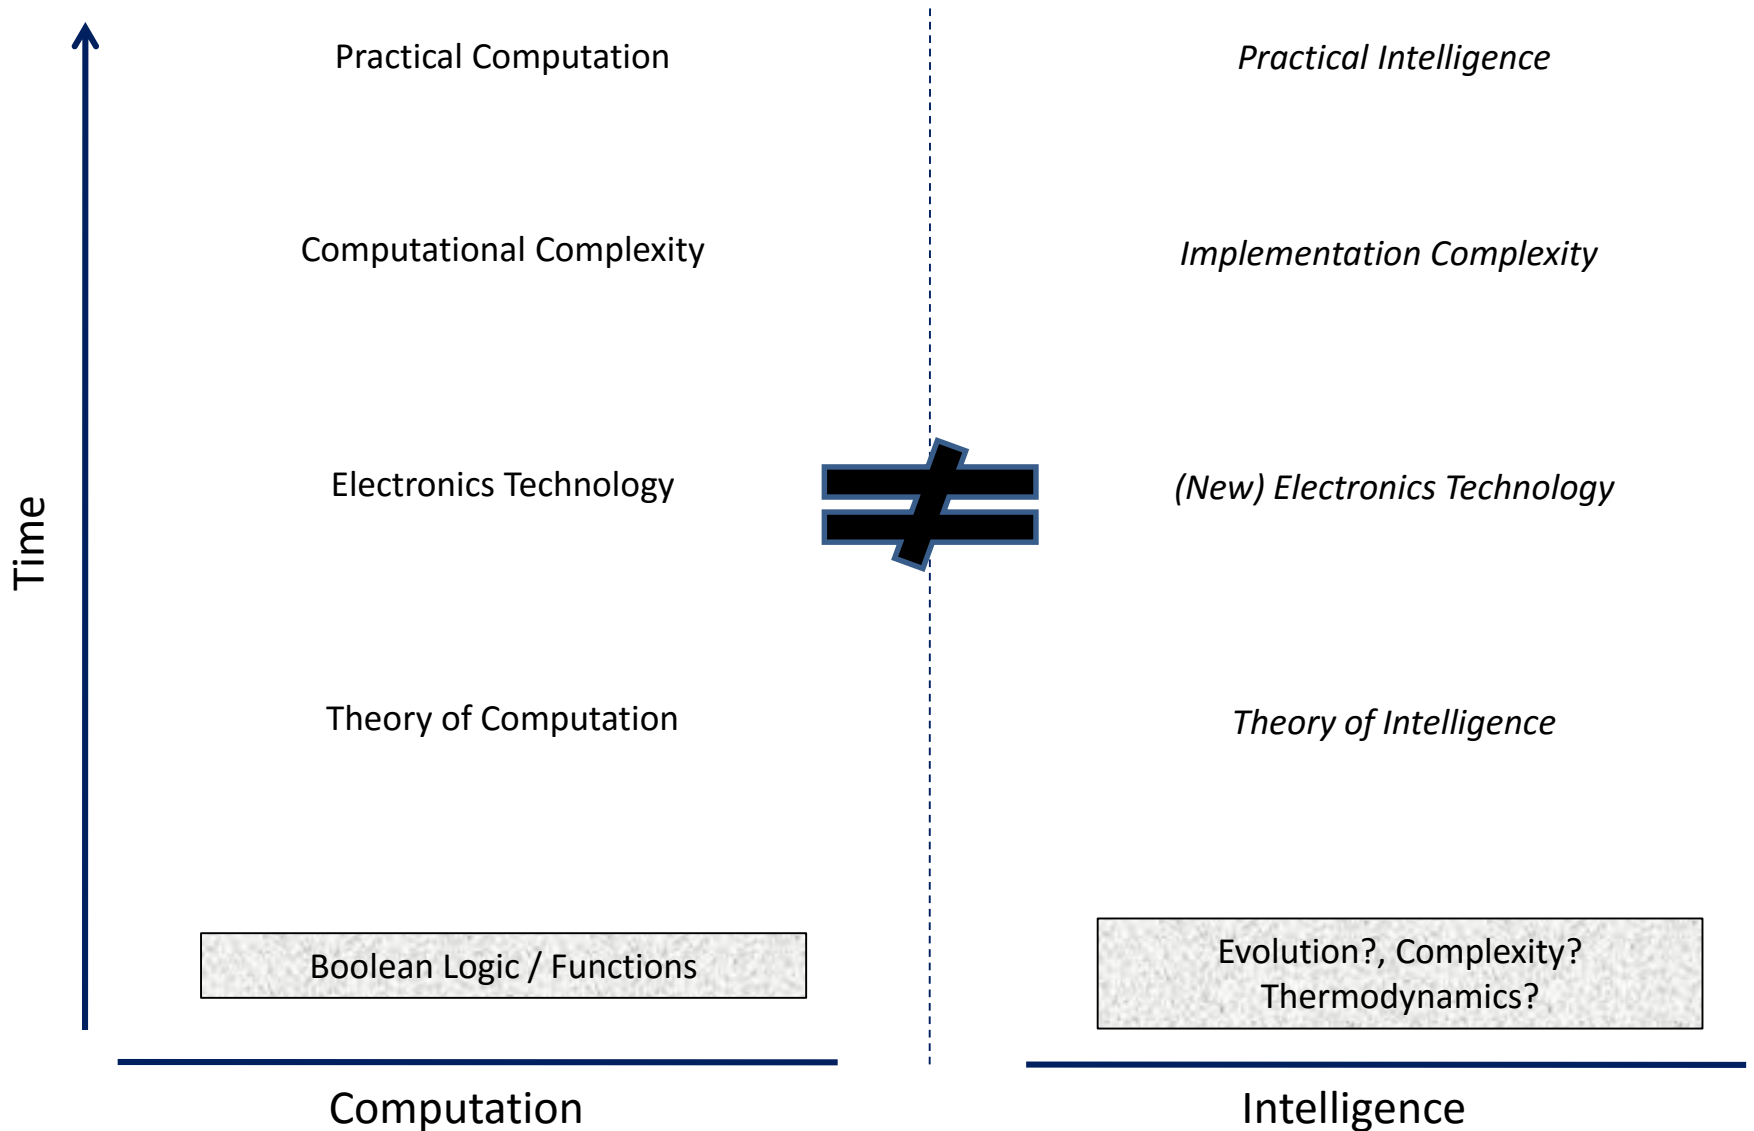 Practical Computation
Practical Intelligence
Computational Complexity
Implementation Complexity
Electronics Technology
(New) Electronics Technology
Time
Theory of Computation
Theory of Intelligence
Boolean Logic / Functions
Evolution?, Complexity?
Thermodynamics?
Computation
Intelligence